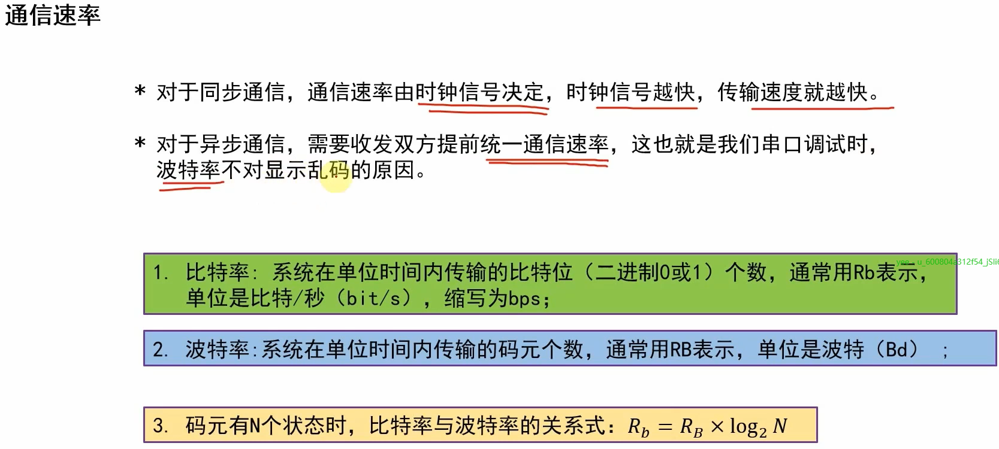 通信速率
* 对于同步通信，通信速率由时钟信号决定，时钟信号越快，传输速度就越快。
* 对于异步通信，需要收发双方提前统一通信速率，这也就是我们串口调试时，
波特率不对显示乱码的原因。
1. 比特率: 系统在单位时间内传输的比特位（二进制0或1）个数，通常用Rb表示，
单位是比特/秒（bit/s），缩写为bps；
2. 波特率:系统在单位时间内传输的码元个数，通常用RB表示，单位是波特（Bd） ；
3. 码元有N个状态时，比特率与波特率的关系式：R_b = R_B × log₂ N